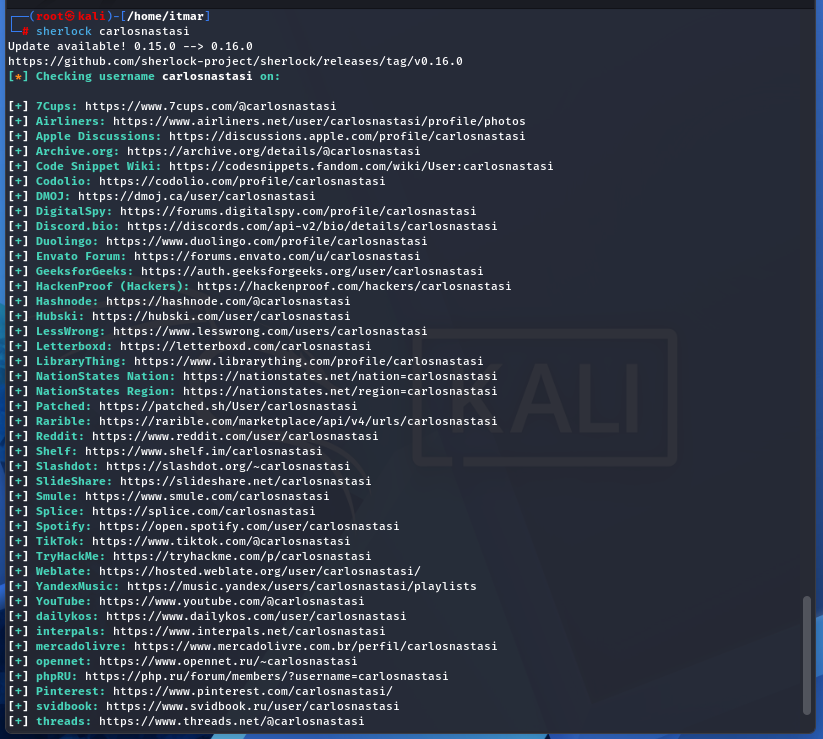 ┌──(root㉿kali)-[/home/itmar]
└─# sherlock carlosnastasi
Update available! 0.15.0 --> 0.16.0
https://github.com/sherlock-project/sherlock/releases/tag/v0.16.0
[*] Checking username carlosnastasi on:
[+] 7Cups: https://www.7cups.com/@carlosnastasi
[+] Airliners: https://www.airliners.net/user/carlosnastasi/profile/photos
[+] Apple Discussions: https://discussions.apple.com/profile/carlosnastasi
[+] Archive.org: https://archive.org/details/@carlosnastasi
[+] Code Snippet Wiki: https://codesnippets.fandom.com/wiki/User:carlosnastasi
[+] Codolio: https://codolio.com/profile/carlosnastasi
[+] DMOJ: https://dmoj.ca/user/carlosnastasi
[+] DigitalSpy: https://forums.digitalspy.com/profile/carlosnastasi
[+] Discord.bio: https://discords.com/api-v2/bio/details/carlosnastasi
[+] Duolingo: https://www.duolingo.com/profile/carlosnastasi
[+] Envato Forum: https://forums.envato.com/u/carlosnastasi
[+] GeeksforGeeks: https://auth.geeksforgeeks.org/user/carlosnastasi
[+] HackenProof (Hackers): https://hackenproof.com/hackers/carlosnastasi
[+] Hashnode: https://hashnode.com/@carlosnastasi
[+] Hubski: https://hubski.com/user/carlosnastasi
[+] LessWrong: https://www.lesswrong.com/users/carlosnastasi
[+] Letterboxd: https://letterboxd.com/carlosnastasi
[+] LibraryThing: https://www.librarything.com/profile/carlosnastasi
[+] NationStates Nation: https://nationstates.net/nation=carlosnastasi
[+] NationStates Region: https://nationstates.net/region=carlosnastasi
[+] Patched: https://patched.sh/User/carlosnastasi
[+] Rarible: https://rarible.com/marketplace/api/v4/urls/carlosnastasi
[+] Reddit: https://www.reddit.com/user/carlosnastasi
[+] Shelf: https://www.shelf.im/carlosnastasi
[+] Slashdot: https://slashdot.org/~carlosnastasi
[+] SlideShare: https://slideshare.net/carlosnastasi
[+] Smule: https://www.smule.com/carlosnastasi
[+] Splice: https://splice.com/carlosnastasi
[+] Spotify: https://open.spotify.com/user/carlosnastasi
[+] TikTok: https://www.tiktok.com/@carlosnastasi
[+] TryHackMe: https://tryhackme.com/p/carlosnastasi
[+] Weblate: https://hosted.weblate.org/user/carlosnastasi/
[+] YandexMusic: https://music.yandex/users/carlosnastasi/playlists
[+] YouTube: https://www.youtube.com/@carlosnastasi
[+] dailykos: https://www.dailykos.com/user/carlosnastasi
[+] interpals: https://www.interpals.net/carlosnastasi
[+] mercadolivre: https://www.mercadolivre.com.br/perfil/carlosnastasi
[+] opennet: https://www.opennet.ru/~carlosnastasi
[+] phpRU: https://php.ru/forum/members/?username=carlosnastasi
[+] Pinterest: https://www.pinterest.com/carlosnastasi/
[+] svidbook: https://www.svidbook.ru/user/carlosnastasi
[+] threads: https://www.threads.net/@carlosnastasi
KALI